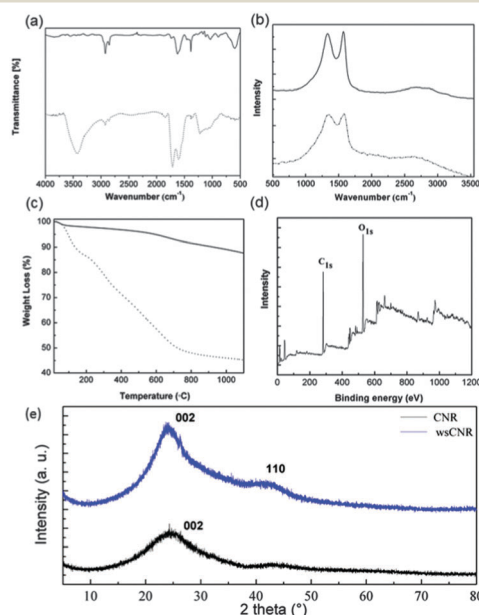 (a)
Transmittance [%]
4000 3500 3000 2500 2000 1500 1000 500
Wavenumber (cm⁻¹)
(b)
Intensity
500 1000 1500 2000 2500 3000 3500
Wavenumber (cm⁻¹)
(c)
Weight Loss (%)
100
90
80
70
60
50
40
200 400 600 800 1000
Temperature (·C)
(d)
Intensity
C1s
O1s
0 200 400 600 800 1000 1200
Binding energy (eV)
(e)
Intensity (a. u.)
002
110
002
CNR
wsCNR
10 20 30 40 50 60 70 80
2 theta (°)